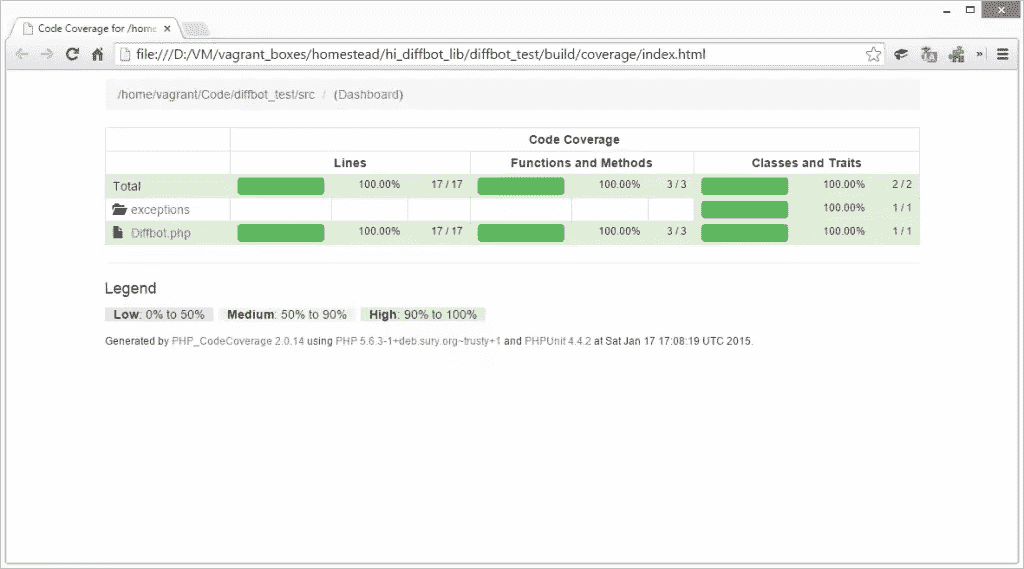 Code Coverage for /home
file:///D:/VM/vagrant_boxes/homestead/hi_diffbot_lib/diffbot_test/build/coverage/index.html
/home/vagrant/Code/diffbot_test/src / (Dashboard)
Code Coverage
Lines Functions and Methods Classes and Traits
Total 100.00% 17 / 17 100.00% 3 / 3 100.00% 2 / 2
exceptions 100.00% 1 / 1
Diffbot.php 100.00% 17 / 17 100.00% 3 / 3 100.00% 1 / 1
Legend
Low: 0% to 50% Medium: 50% to 90% High: 90% to 100%
Generated by PHP_CodeCoverage 2.0.14 using PHP 5.6.3-1+deb.sury.org~trusty+1 and PHPUnit 4.4.2 at Sat Jan 17 17:08:19 UTC 2015.